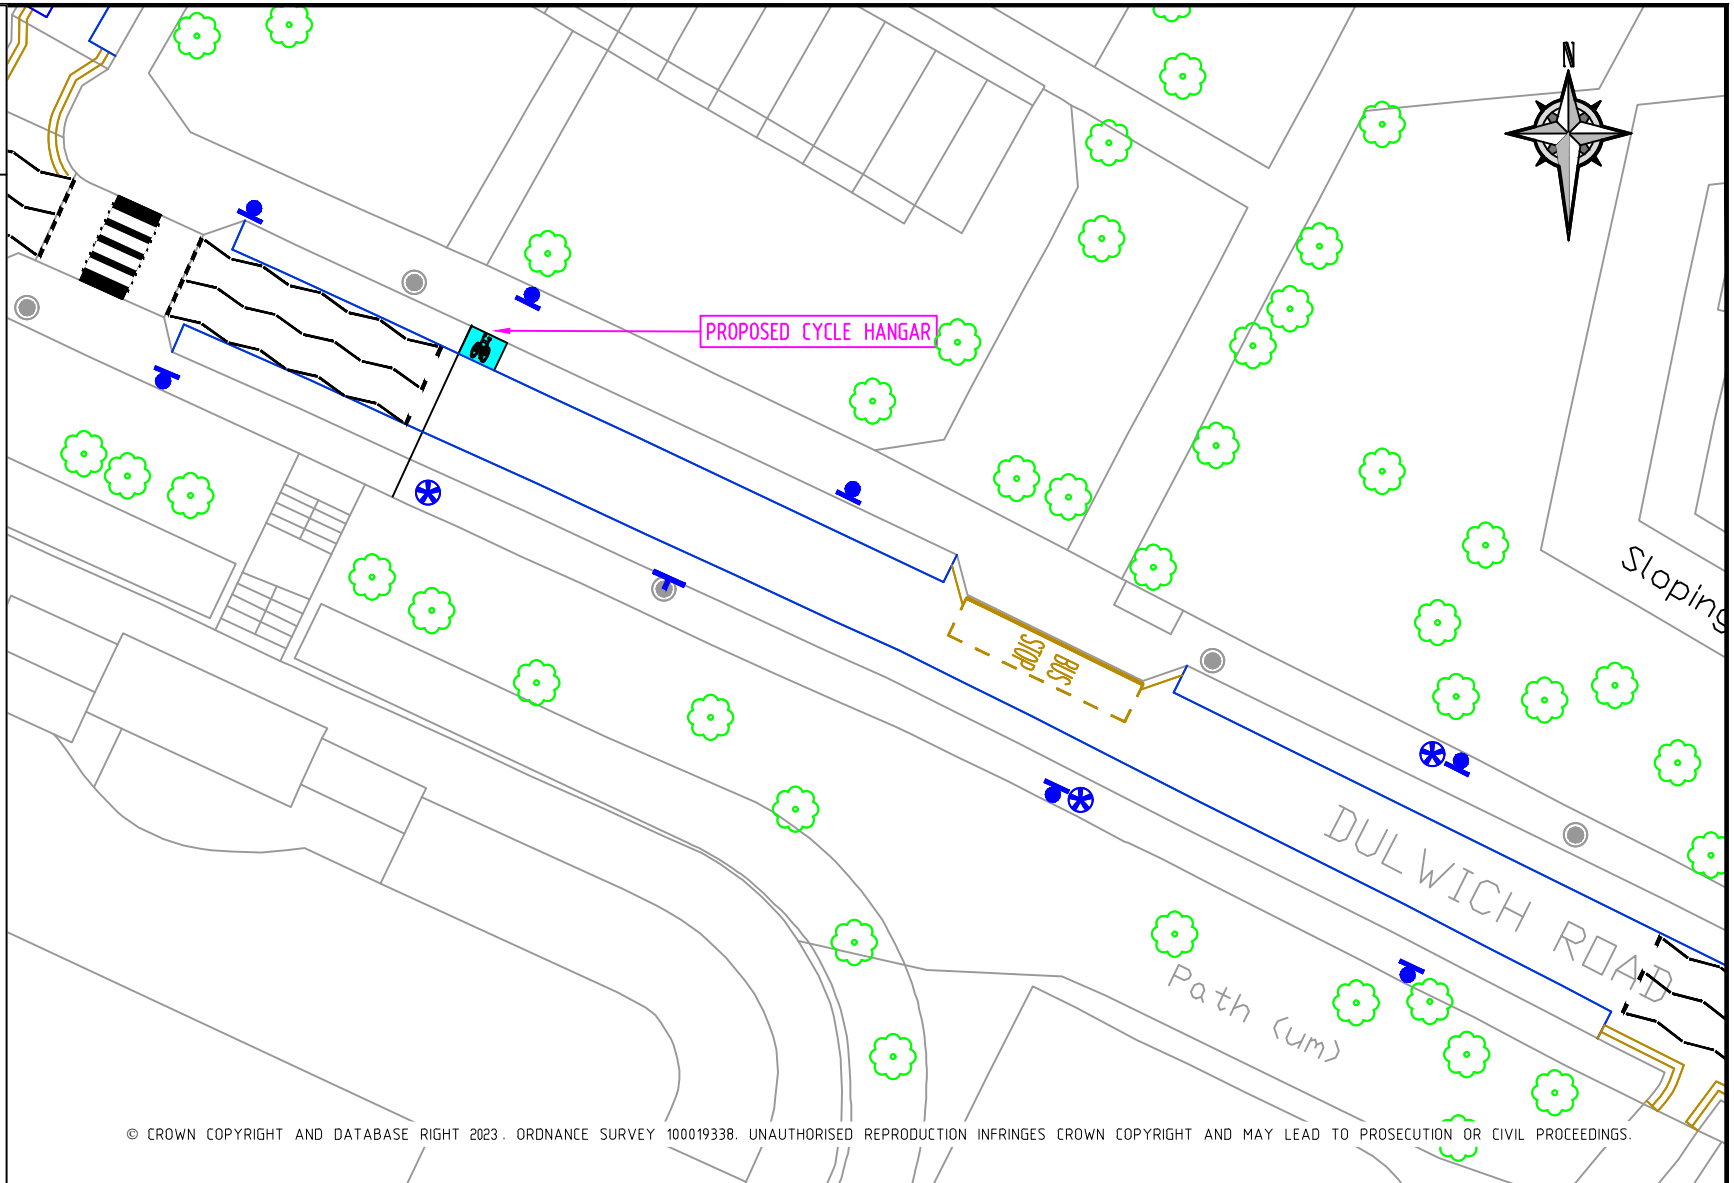 N
PROPOSED CYCLE HANGAR
Sloping
BUS
STOP
DULWICH ROAD
Path (um)
© CROWN COPYRIGHT AND DATABASE RIGHT 2023. ORDNANCE SURVEY 100019338. UNAUTHORISED REPRODUCTION INFRINGES CROWN COPYRIGHT AND MAY LEAD TO PROSECUTION OR CIVIL PROCEEDINGS.